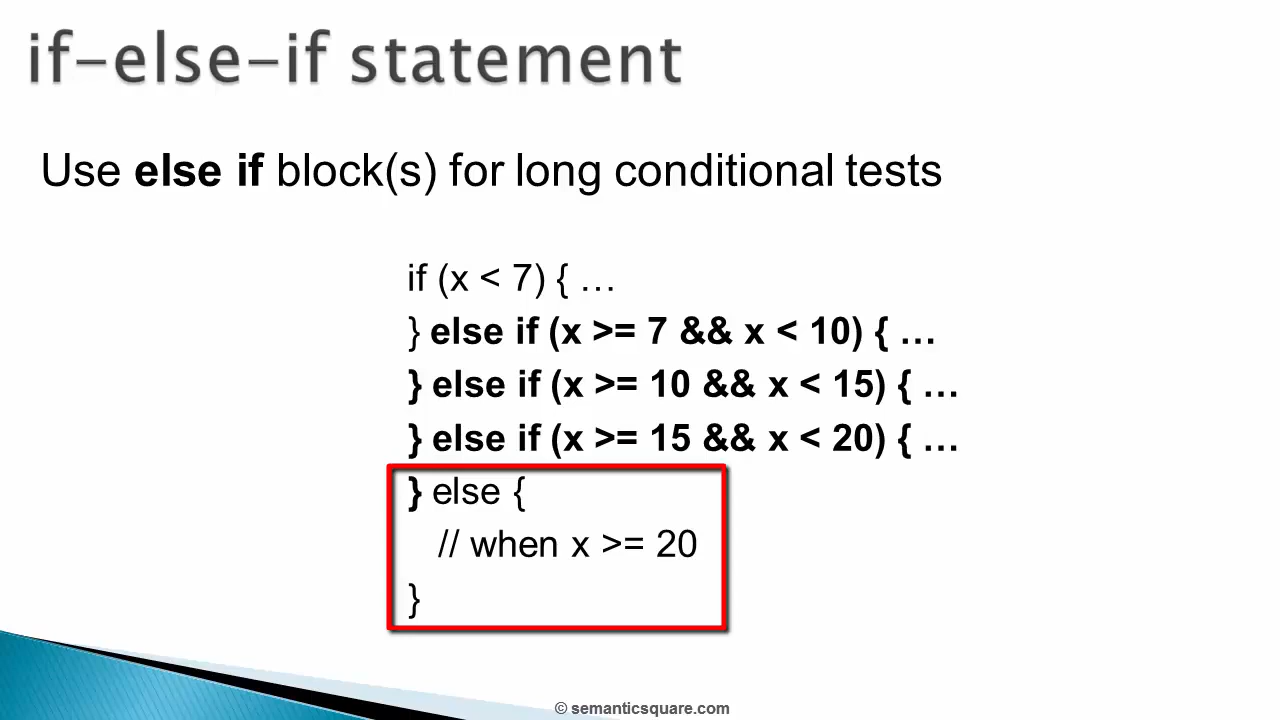 if-else-if statement
Use else if block(s) for long conditional tests
if (x < 7) { …
} else if (x >= 7 && x < 10) { …
} else if (x >= 10 && x < 15) { …
} else if (x >= 15 && x < 20) { …
} else {
// when x >= 20
}
© semanticsquare.com